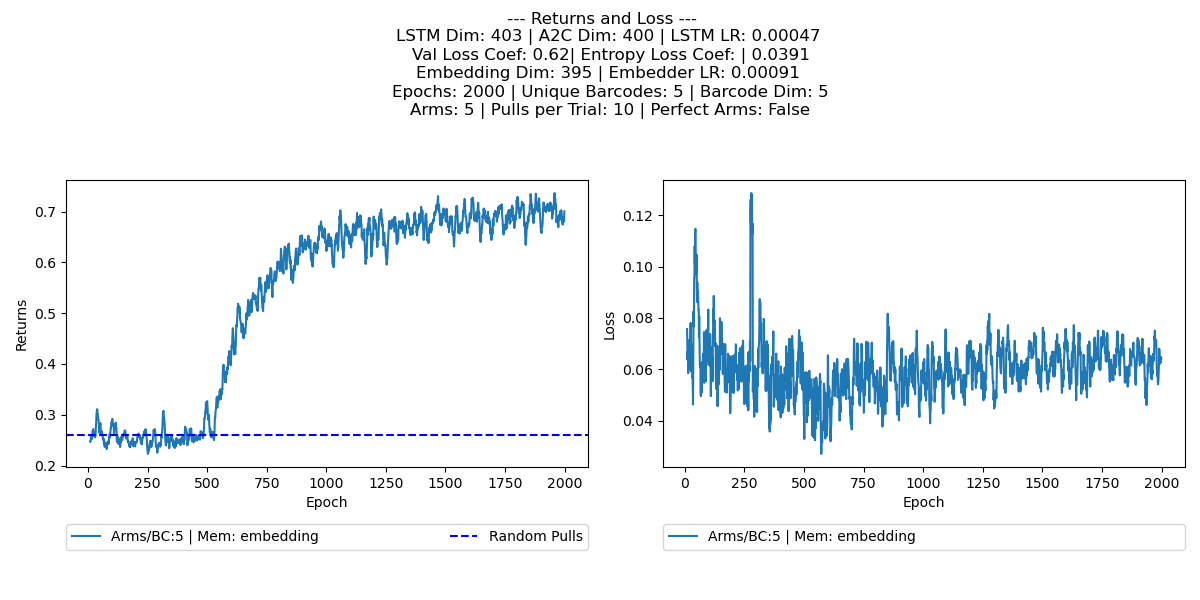 --- Returns and Loss ---
LSTM Dim: 403 | A2C Dim: 400 | LSTM LR: 0.00047
Val Loss Coef: 0.62| Entropy Loss Coef: | 0.0391
Embedding Dim: 395 | Embedder LR: 0.00091
Epochs: 2000 | Unique Barcodes: 5 | Barcode Dim: 5
Arms: 5 | Pulls per Trial: 10 | Perfect Arms: False
Returns
0.7
0.6
0.5
0.4
0.3
0.2
0 250 500 750 1000 1250 1500 1750 2000
Epoch
Arms/BC:5 | Mem: embedding
Random Pulls
Loss
0.12
0.10
0.08
0.06
0.04
0 250 500 750 1000 1250 1500 1750 2000
Epoch
Arms/BC:5 | Mem: embedding